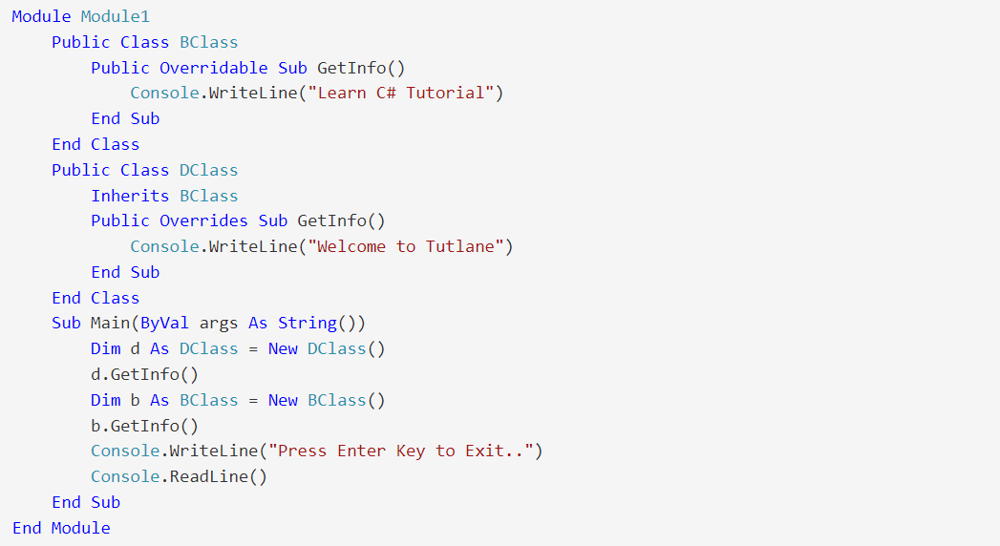 Module Module1
    Public Class BClass
        Public Overridable Sub GetInfo()
            Console.WriteLine("Learn C# Tutorial")
        End Sub
    End Class
    Public Class DClass
        Inherits BClass
        Public Overrides Sub GetInfo()
            Console.WriteLine("Welcome to Tutlane")
        End Sub
    End Class
    Sub Main(ByVal args As String())
        Dim d As DClass = New DClass()
        d.GetInfo()
        Dim b As BClass = New BClass()
        b.GetInfo()
        Console.WriteLine("Press Enter Key to Exit..")
        Console.ReadLine()
    End Sub
End Module